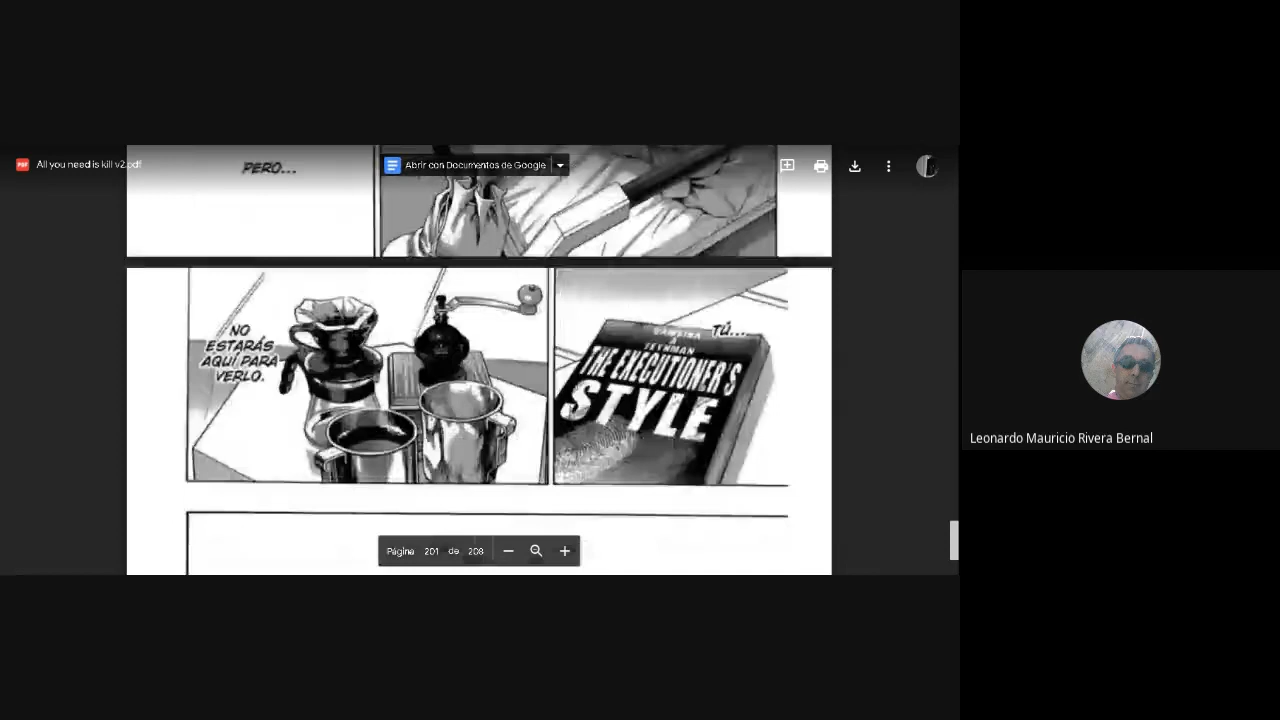 All you need is kill v2.pdf
PERO...
Abrir con Documentos de Google
NO
ESTARÁS
AQUÍ PARA
VERLO.
TÚ...
THE EXECUTIONER'S
STYLE
Página 201 de 208
Leonardo Mauricio Rivera Bernal